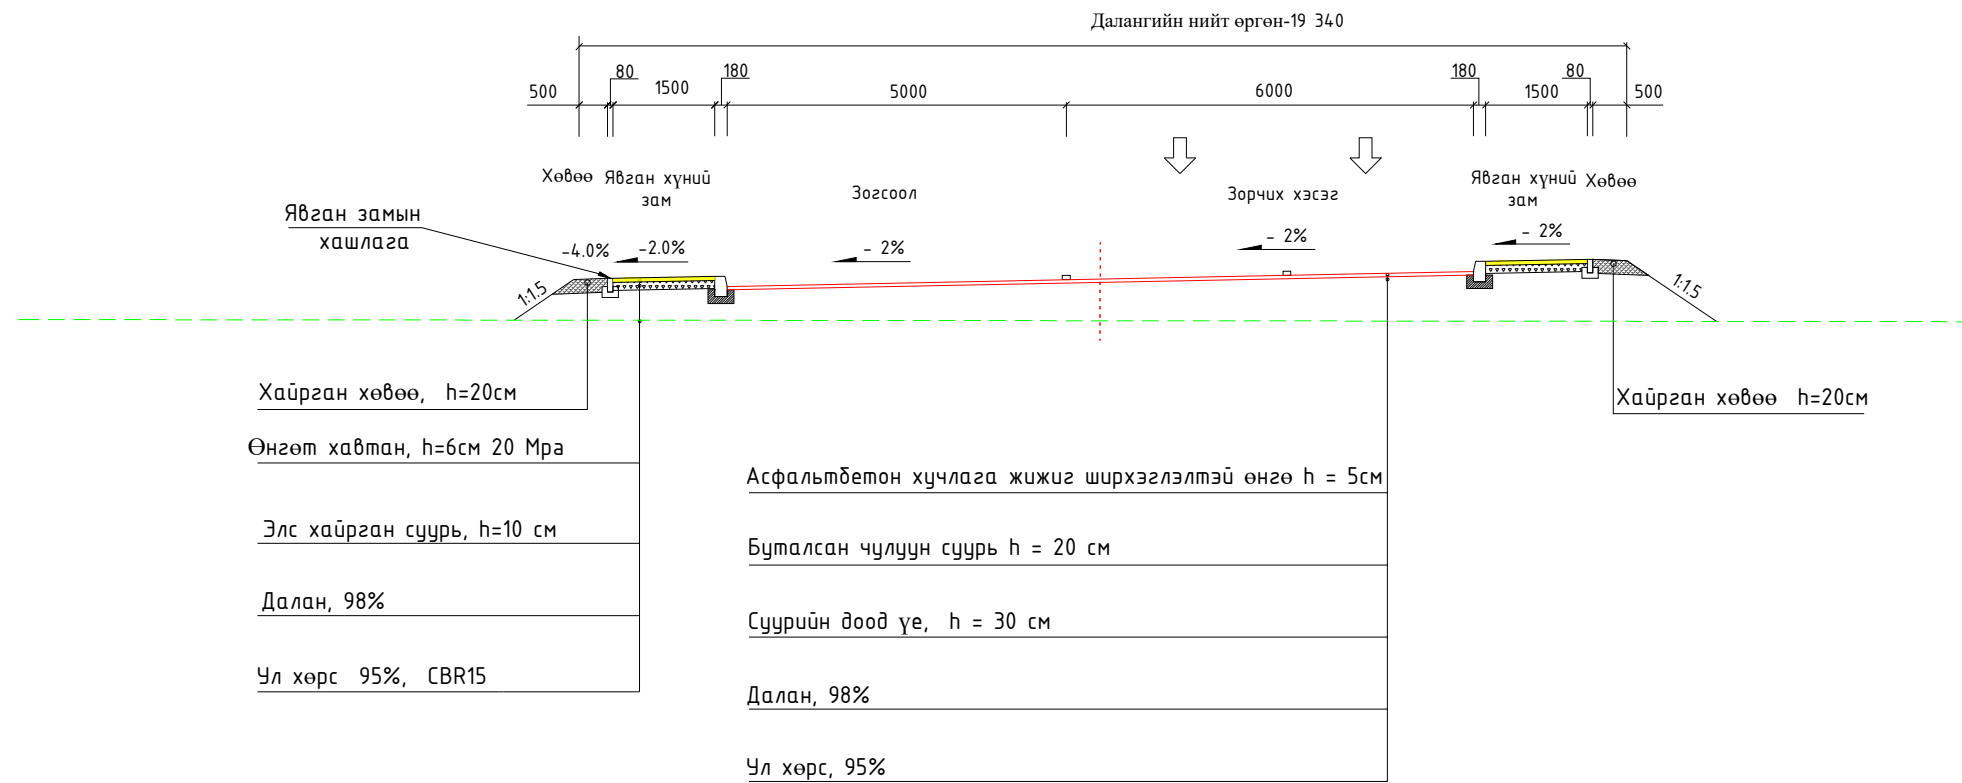 Далангийн нийт өргөн-19 340
500
80
1500
180
5000
6000
180
1500
80
500
Хөвөө
Явган хүний
зам
Зогсоол
Зорчих хэсэг
Явган хүний
зам
Хөвөө
Явган замын
хашлага
-4.0%
-2.0%
- 2%
- 2%
- 2%
1:1.5
1:1.5
Хайрган хөвөө, h=20см
Хайрган хөвөө h=20см
Өнгөт хавтан, h=6см 20 Mpa
Элс хайрган суурь, h=10 см
Далан, 98%
Ул хөрс 95%, CBR15
Асфальтбетон хучлага жижиг ширхэглэлтэй өнгө h = 5см
Буталсан чулуун суурь h = 20 см
Суурийн доод үе, h = 30 см
Далан, 98%
Ул хөрс, 95%